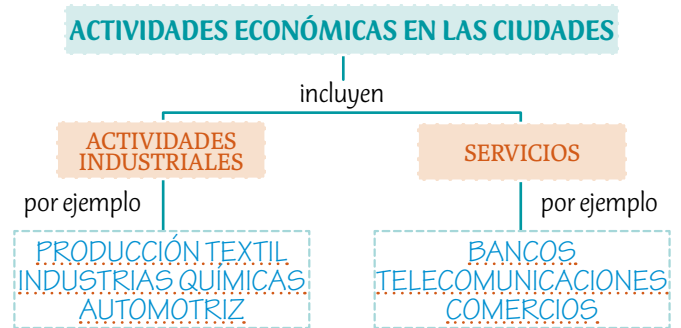 ACTIVIDADES ECONÓMICAS EN LAS CIUDADES
incluyen
ACTIVIDADES
INDUSTRIALES
SERVICIOS
por ejemplo
por ejemplo
PRODUCCIÓN TEXTIL
INDUSTRIAS QUÍMICAS
AUTOMOTRIZ
BANCOS
TELECOMUNICACIONES
COMERCIOS